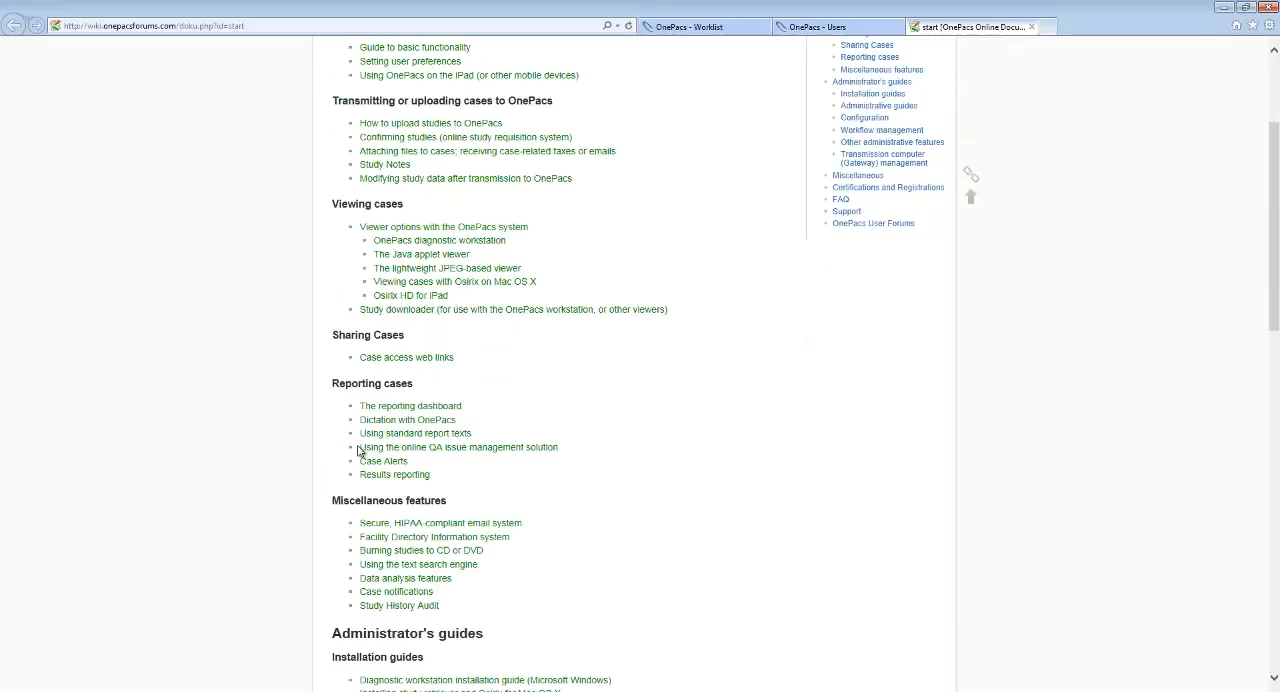 http://wiki.onepacsforums.com/doku.php?id=start
OnePacs - Worklist
OnePacs - Users
start [OnePacs Online Docu...
Guide to basic functionality
Setting user preferences
Using OnePacs on the iPad (or other mobile devices)
Transmitting or uploading cases to OnePacs
How to upload studies to OnePacs
Confirming studies (online study requisition system)
Attaching files to cases; receiving case-related faxes or emails
Study Notes
Modifying study data after transmission to OnePacs
Viewing cases
Viewer options with the OnePacs system
OnePacs diagnostic workstation
The Java applet viewer
The lightweight JPEG-based viewer
Viewing cases with Osirix on Mac OS X
Osirix HD for iPad
Study downloader (for use with the OnePacs workstation, or other viewers)
Sharing Cases
Case access web links
Reporting cases
The reporting dashboard
Dictation with OnePacs
Using standard report texts
Using the online QA issue management solution
Case Alerts
Results reporting
Miscellaneous features
Secure, HIPAA-compliant email system
Facility Directory Information system
Burning studies to CD or DVD
Using the text search engine
Data analysis features
Case notifications
Study History Audit
Administrator's guides
Installation guides
Diagnostic workstation installation guide (Microsoft Windows)
Installing study retriever and Osirix for Mac OS X
Sharing Cases
Reporting cases
Miscellaneous features
Administrator's guides
Installation guides
Administrative guides
Configuration
Workflow management
Other administrative features
Transmission computer
(Gateway) management
Miscellaneous
Certifications and Registrations
FAQ
Support
OnePacs User Forums